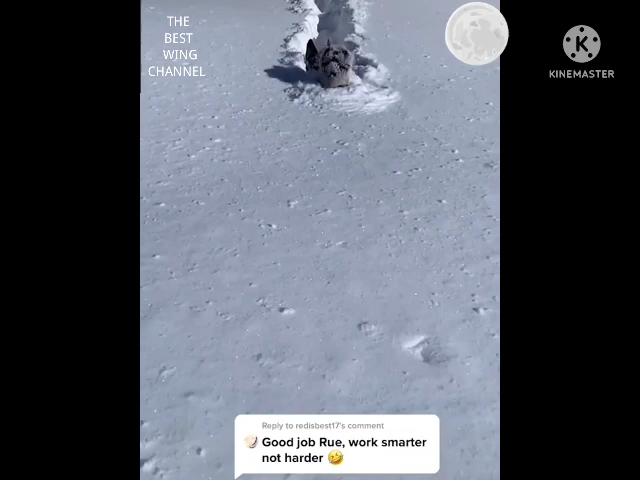 THE
BEST
WING
CHANNEL
KINEMASTER
Reply to redisbest17's comment
Good job Rue, work smarter
not harder 🤣